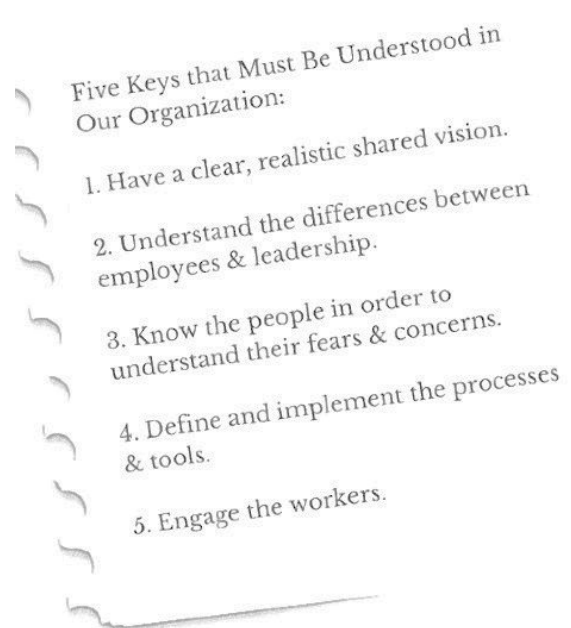 Five Keys that Must Be Understood in
Our Organization:
1. Have a clear, realistic shared vision.
2. Understand the differences between
employees & leadership.
3. Know the people in order to
understand their fears & concerns.
4. Define and implement the processes
& tools.
5. Engage the workers.